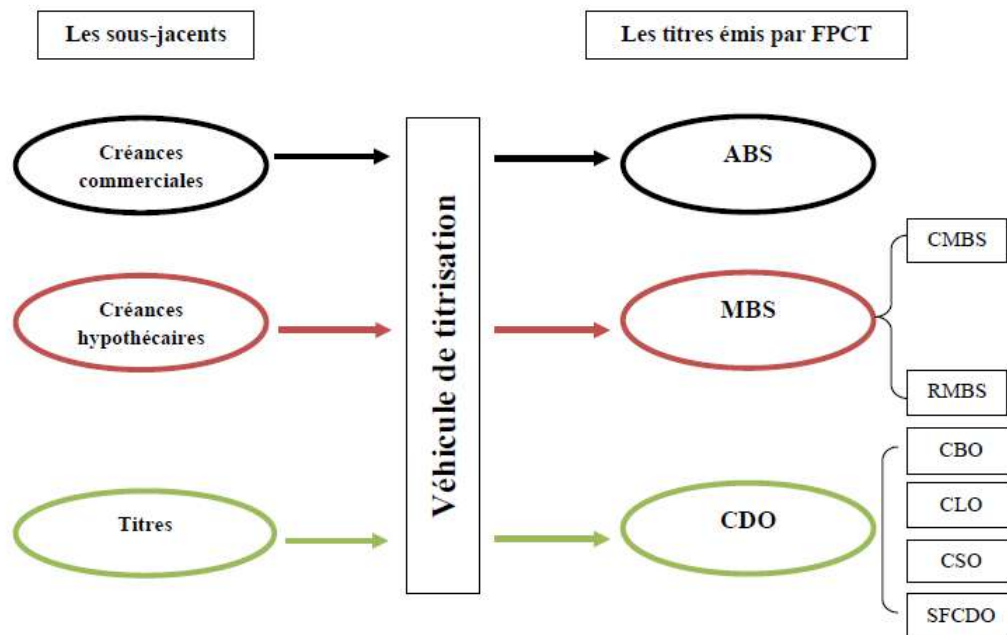 Les sous-jacents
Les titres émis par FPCT
Créances
commerciales
ABS
Créances
hypothécaires
MBS
CMBS
RMBS
Titres
CDO
CBO
CLO
CSO
SFCDO
Véhicule de titrisation